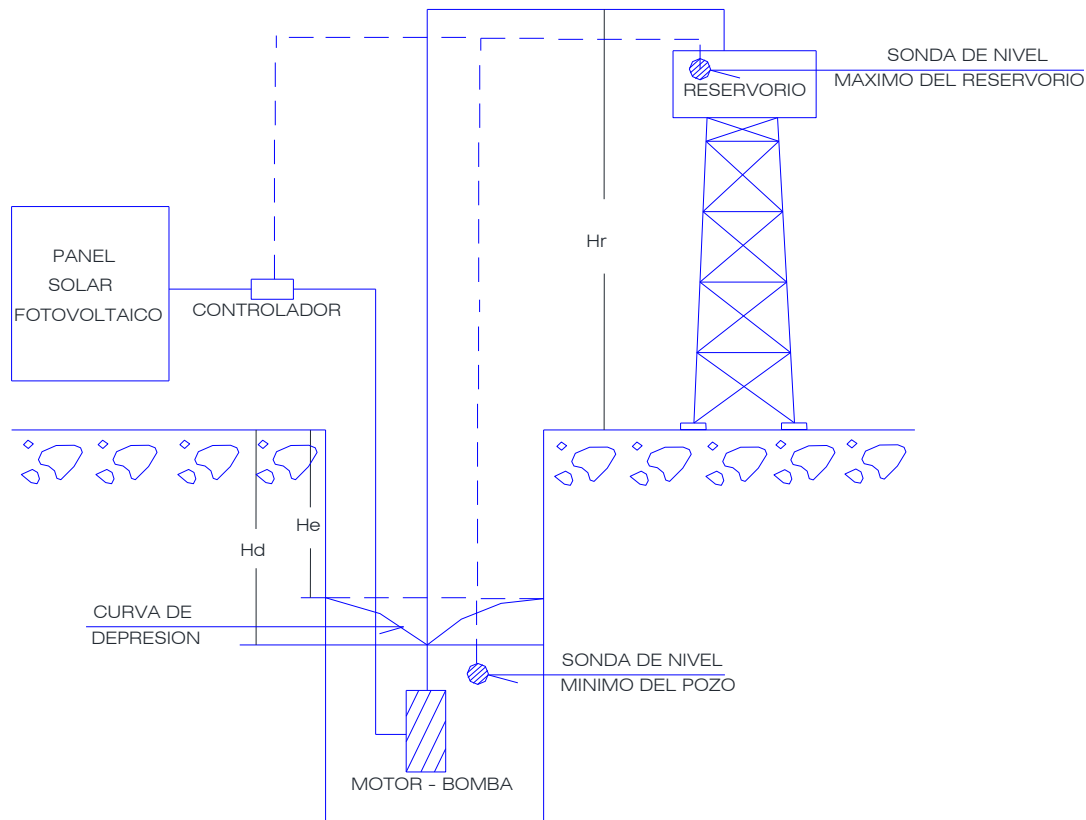 SONDA DE NIVEL
MAXIMO DEL RESERVORIO
RESERVORIO
Hr
PANEL
SOLAR
FOTOVOLTAICO
CONTROLADOR
He
Hd
CURVA DE
DEPRESION
SONDA DE NIVEL
MINIMO DEL POZO
MOTOR - BOMBA